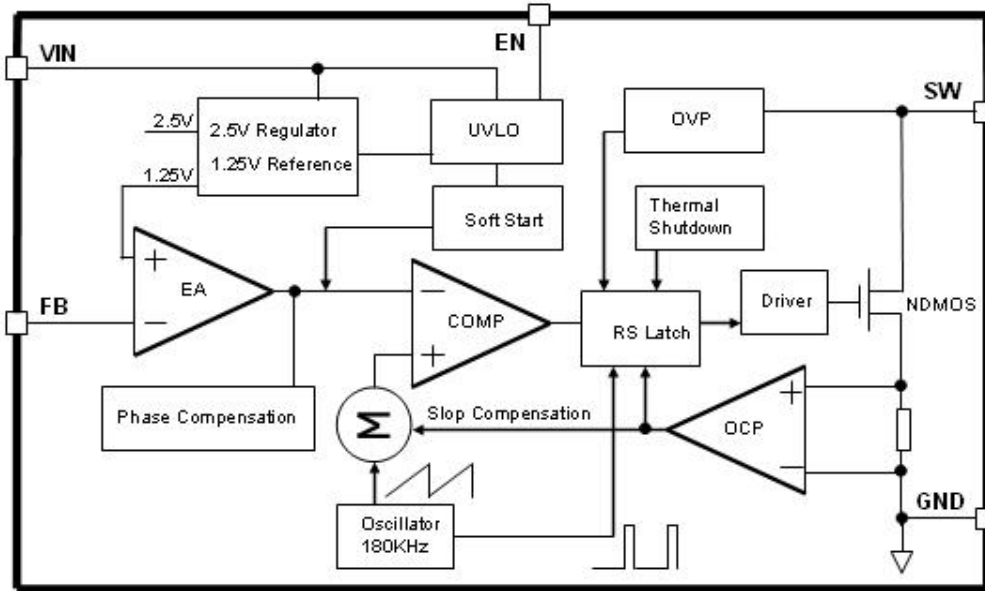 EN
VIN
SW
2.5V
2.5V Regulator
1.25V Reference
UVLO
OVP
1.25V
Soft Start
Thermal
Shutdown
EA
FB
COMP
RS Latch
Driver
NDMOS
Phase Compensation
Slop Compensation
OCP
Σ
GND
Oscillator
180KHz
+
−
−
+
+
−